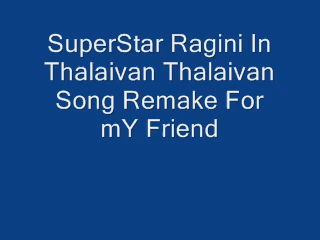 SuperStar Ragini In
Thalaivan Thalaivan
Song Remake For
mY Friend